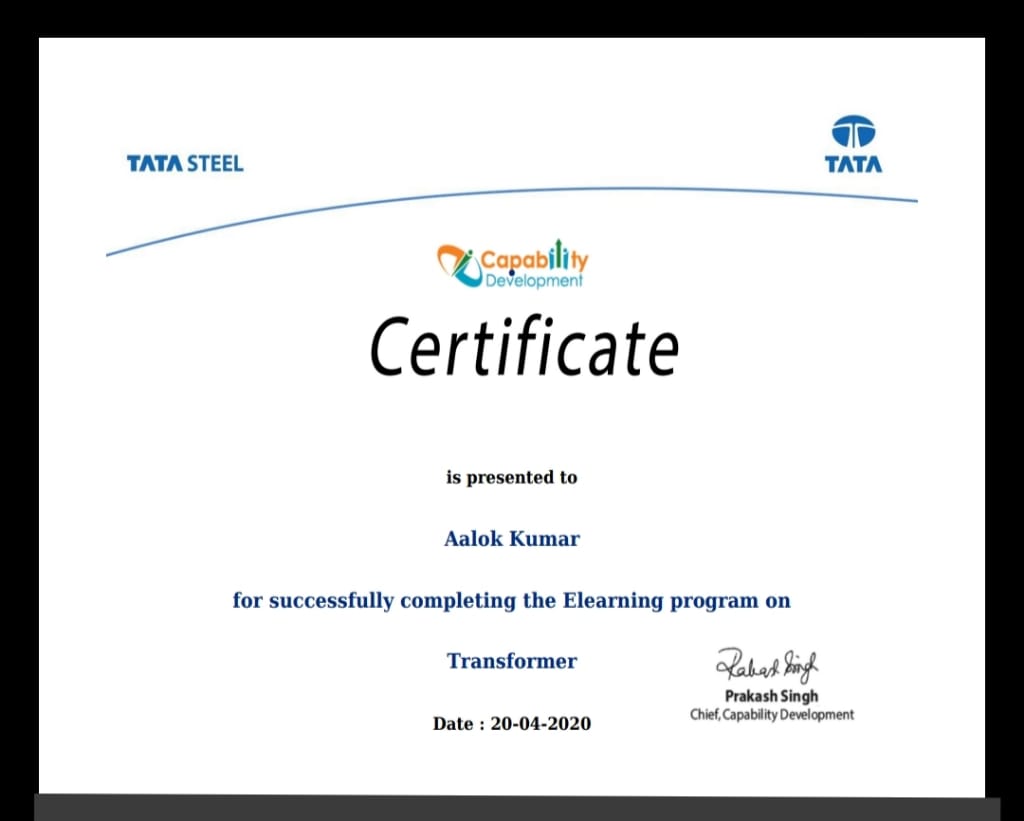 TATA STEEL
TATA
Capability
Development
Certificate
is presented to
Aalok Kumar
for successfully completing the Elearning program on
Transformer
Prakash Singh
Prakash Singh
Chief, Capability Development
Date : 20-04-2020